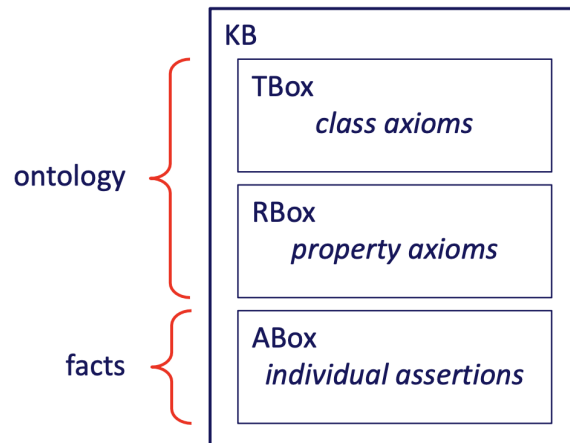 KB
TBox
class axioms
ontology
RBox
property axioms
ABox
facts
individual assertions